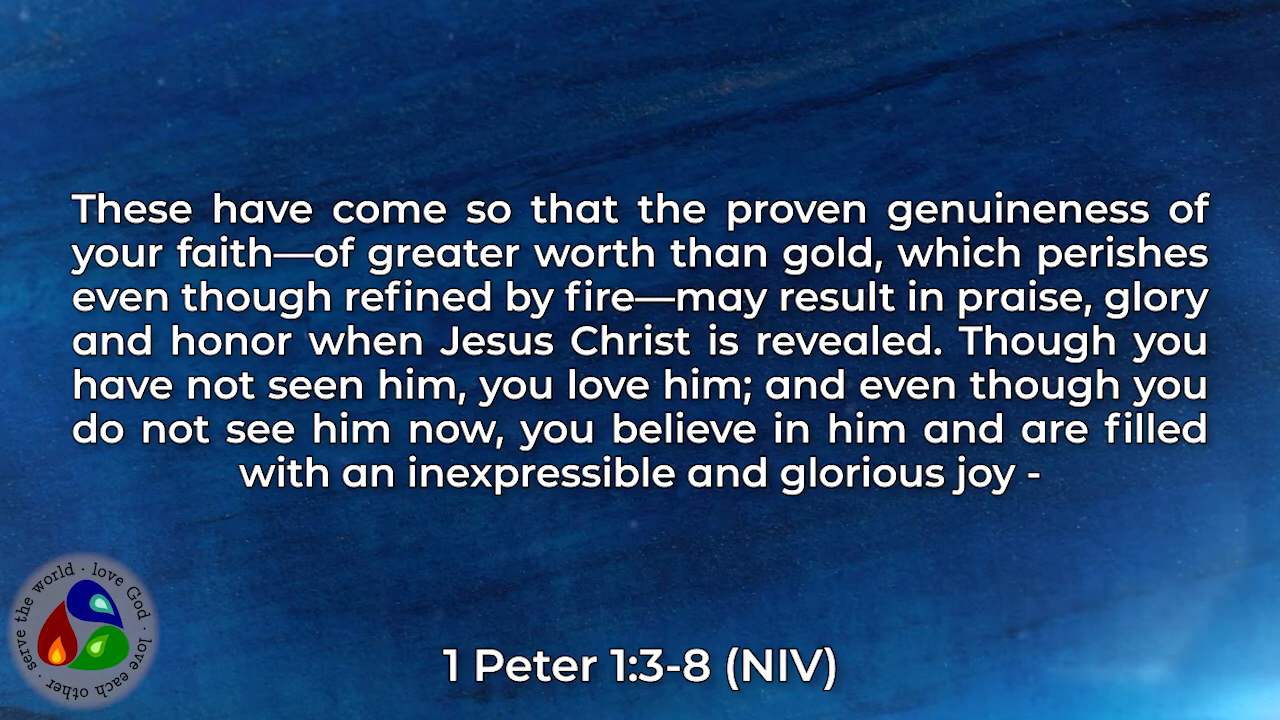 These have come so that the proven genuineness of
your faith—of greater worth than gold, which perishes
even though refined by fire—may result in praise, glory
and honor when Jesus Christ is revealed. Though you
have not seen him, you love him; and even though you
do not see him now, you believe in him and are filled
with an inexpressible and glorious joy -
serve the world · love God · love each other ·
1 Peter 1:3-8 (NIV)